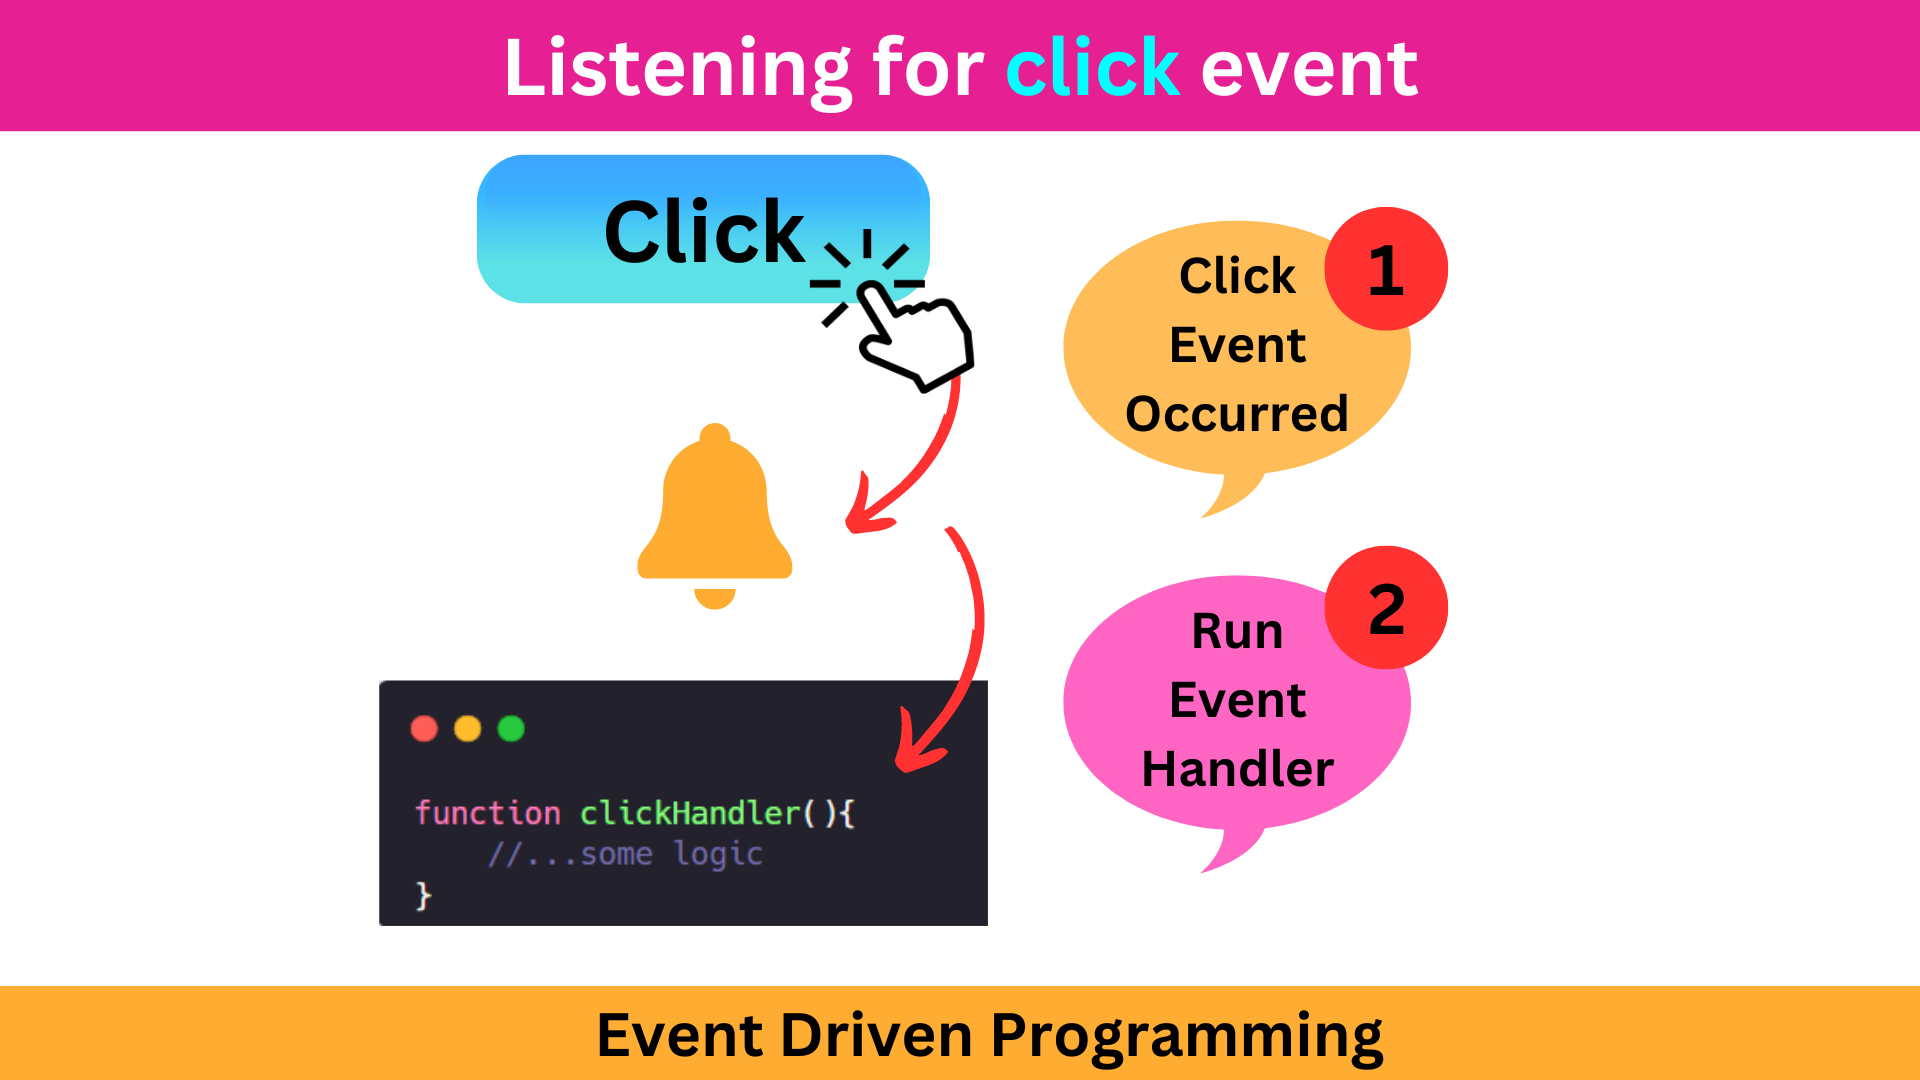 Listening for click event
Click
1
Click
Event
Occurred
2
Run
Event
Handler
function clickHandler(){
    //...some logic
}
Event Driven Programming